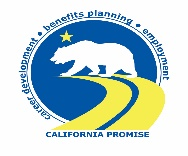 career development • benefits planning • employment
CALIFORNIA PROMISE